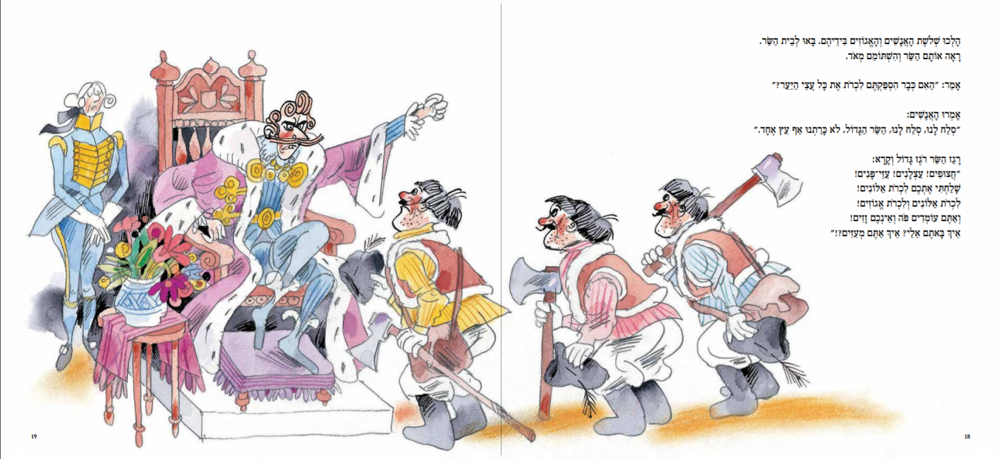 הָלְכוּ שְׁלֹשֶׁת הָאֲנָשִׁים וְהָאֱגוֹזִים בִּידֵיהֶם. בָּאוּ לְבֵית הַשַּׂר.
רָאָה אוֹתָם הַשַּׂר וְהִשְׁתּוֹמֵם מְאֹד.
אָמַר: "הַאִם כְּבָר הִסְפַּקְתֶּם לִכְרֹת אֶת כָּל עֲצֵי הַיַּעַר?"
אָמְרוּ הָאֲנָשִׁים:
"סְלַח לָנוּ, סְלַח לָנוּ, הַשַּׂר הַגָּדוֹל, לֹא כָּרַתְנוּ אַף עֵץ אֶחָד."
רָגַז הַשַּׂר רֹגֶז גָּדוֹל וְקָרָא:
"חֲצוּפִים! עַצְלָנִים! עַזֵּי־פָּנִים!
שָׁלַחְתִּי אֶתְכֶם לִכְרֹת אַלּוֹנִים!
לִכְרֹת אַלּוֹנִים וְלִכְרֹת אֱגוֹזִים!
וְאַתֶּם עוֹמְדִים פֹּה וְאֵינְכֶם זָזִים!
אֵיךְ בָּאתֶם אֵלַי? אֵיךְ אַתֶּם מְעִזִּים?!"
18
19